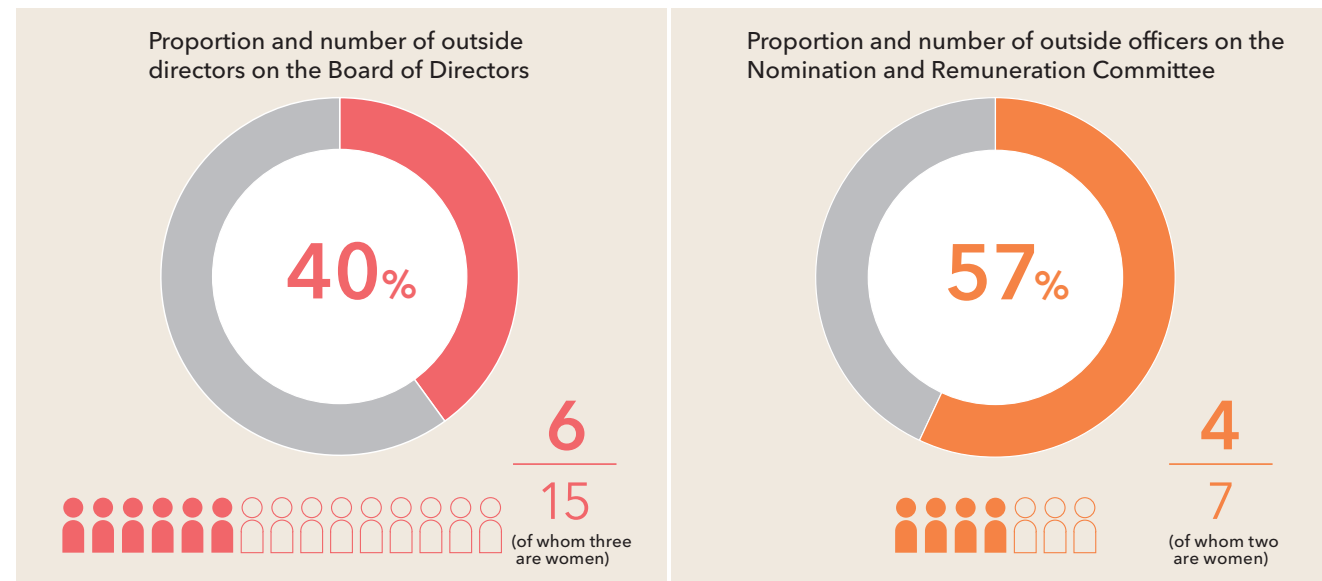 Proportion and number of outside
directors on the Board of Directors
40%
6
15
(of whom three
are women)
Proportion and number of outside officers on the
Nomination and Remuneration Committee
57%
4
7
(of whom two
are women)